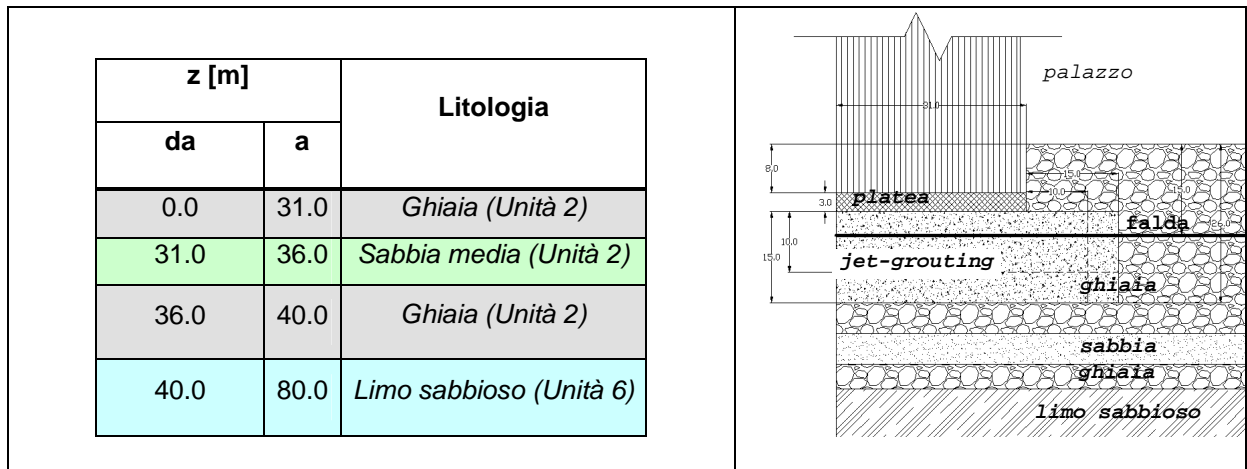 z [m]
Litologia
da
a
0.0 31.0 Ghiaia (Unità 2)
31.0 36.0 Sabbia media (Unità 2)
36.0 40.0 Ghiaia (Unità 2)
40.0 80.0 Limo sabbioso (Unità 6)
palazzo
31.0
8.0
15.0
10.0
15.0
3.0
platea
falda
26.0
10.0
15.0
jet-grouting
ghiaia
sabbia
ghiaia
limo sabbioso